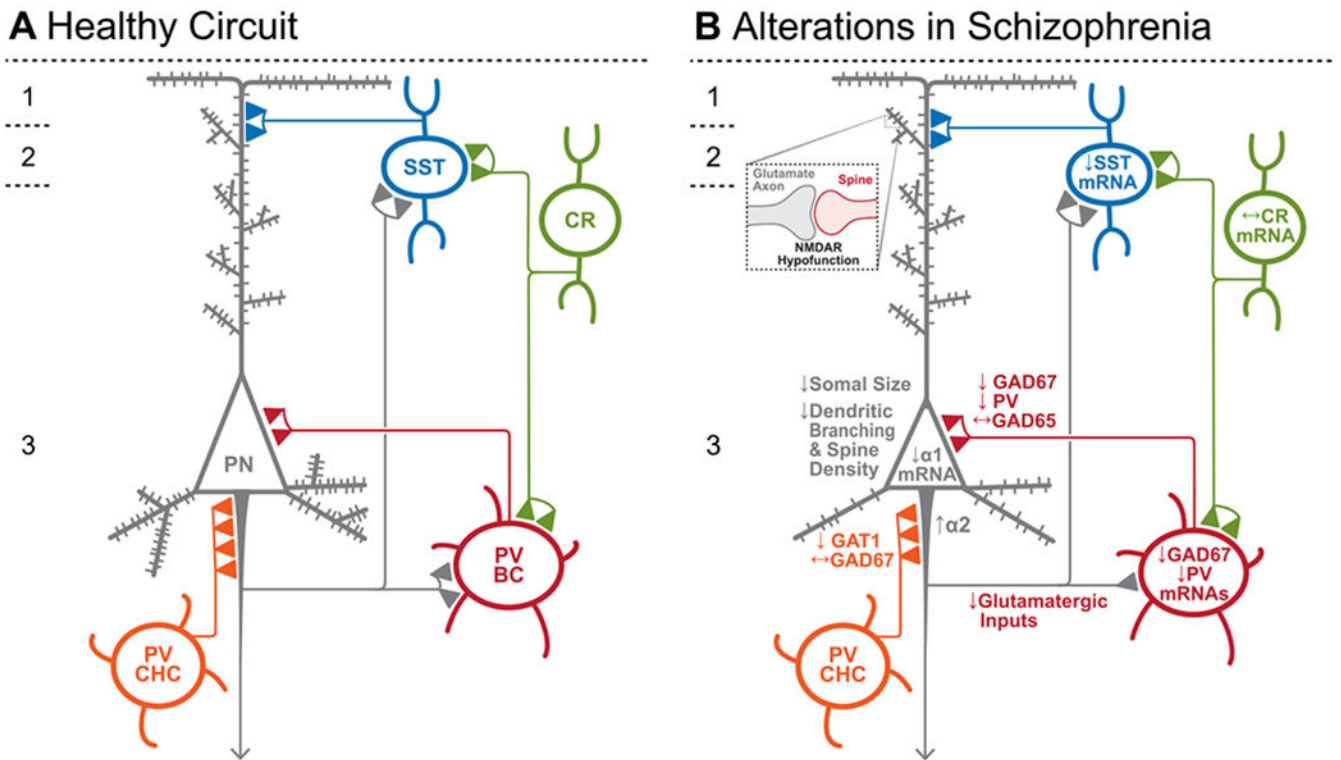 A Healthy Circuit
1
2
3
SST
CR
PN
PV
BC
PV
CHC
B Alterations in Schizophrenia
1
2
3
Glutamate
Axon
Spine
NMDAR
Hypofunction
↓SST
mRNA
↔CR
mRNA
↓Somal Size
↓Dendritic
Branching
& Spine
Density
↓ GAD67
↓ PV
↔GAD65
↓α1
mRNA
↑α2
↓ GAT1
↔GAD67
↓GAD67
↓PV
mRNAs
↓Glutamatergic
Inputs
PV
CHC